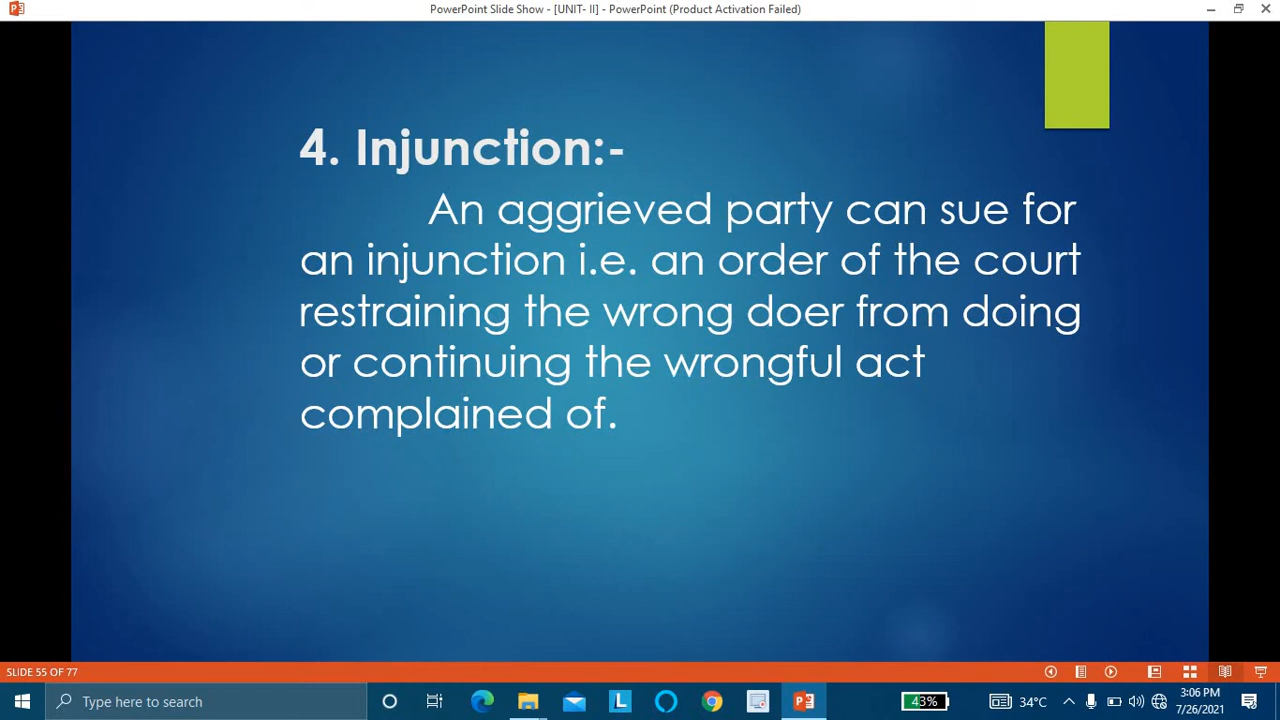 PowerPoint Slide Show - [UNIT- II] - PowerPoint (Product Activation Failed)
4. Injunction:-
An aggrieved party can sue for
an injunction i.e. an order of the court
restraining the wrong doer from doing
or continuing the wrongful act
complained of.
SLIDE 55 OF 77
Type here to search
L
43%
34°C
3:06 PM
7/26/2021